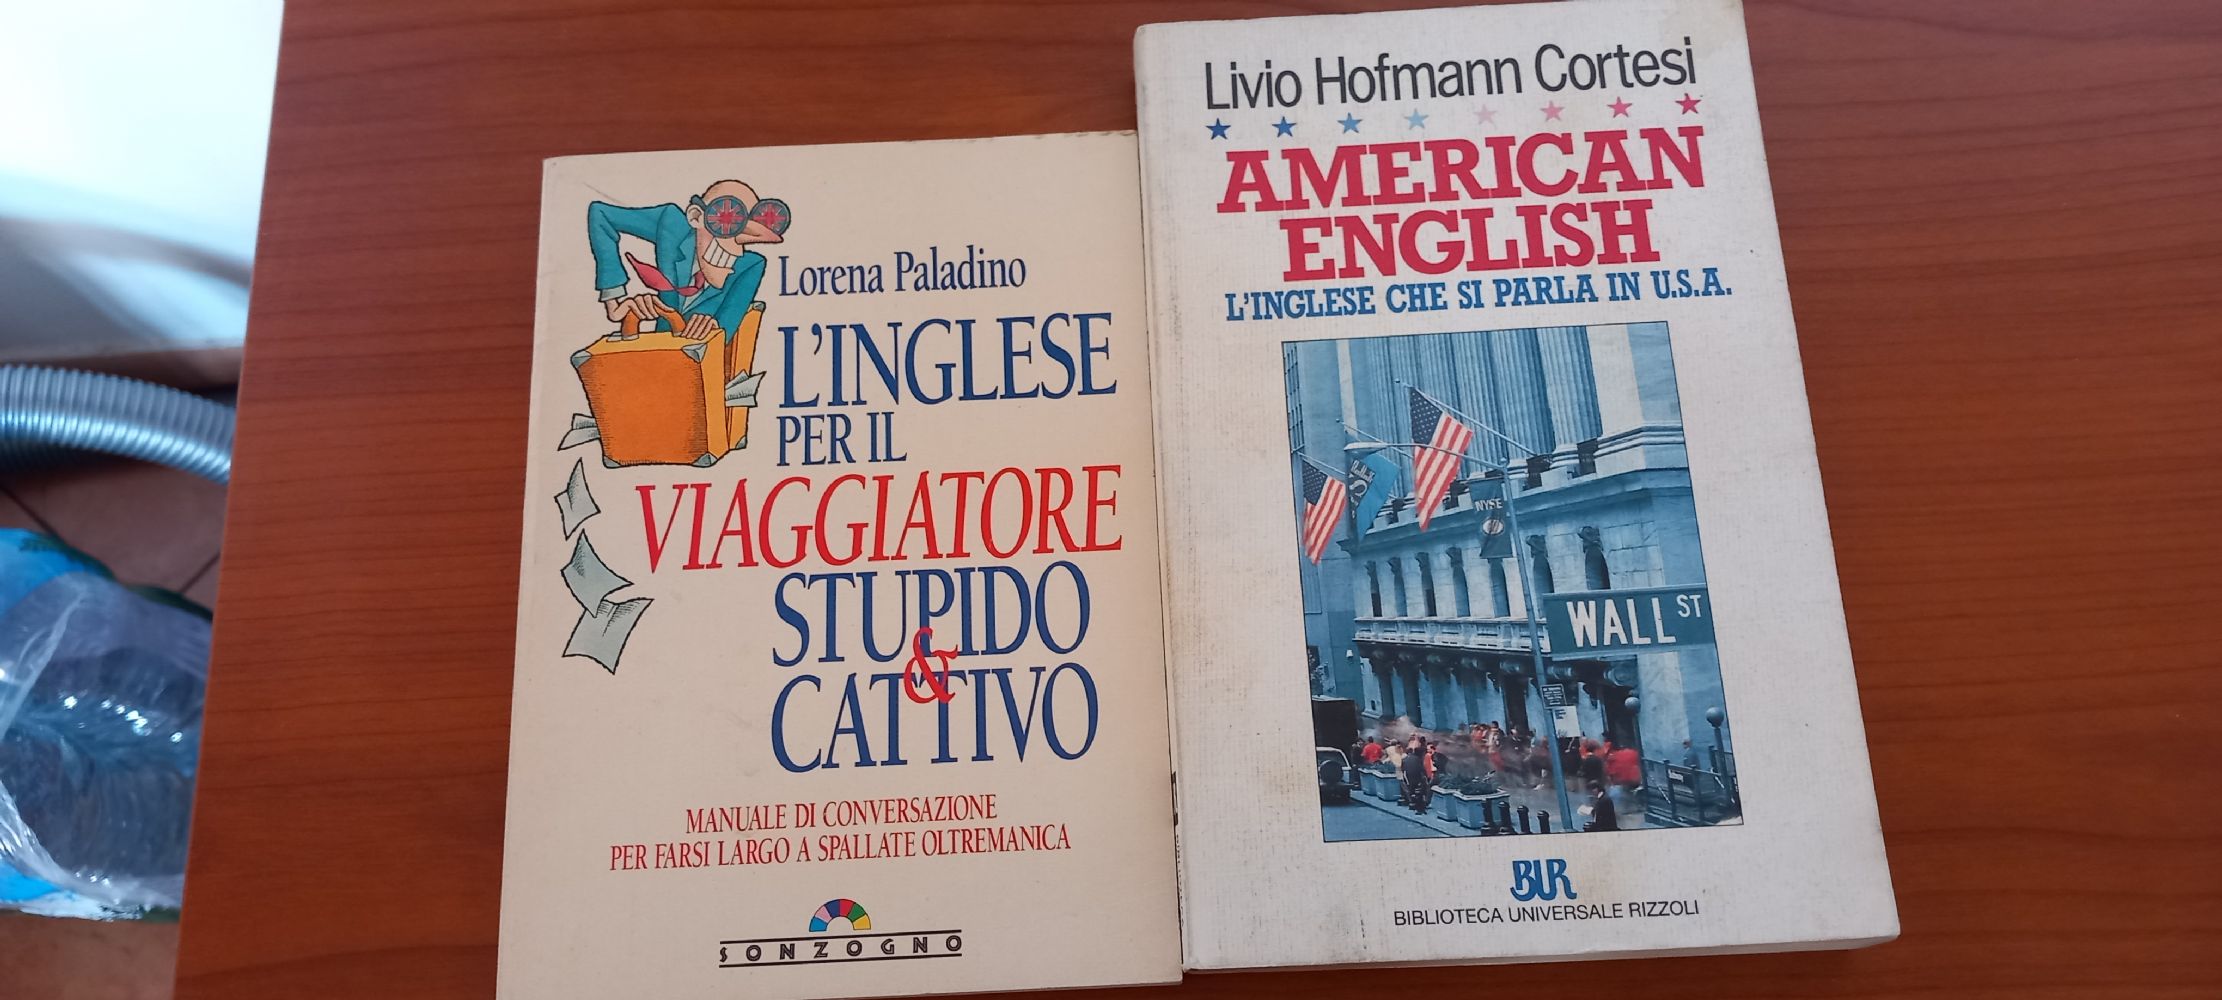 Lorena Paladino
L'INGLESE
PER IL
VIAGGIATORE
STUPIDO
&
CATTIVO
MANUALE DI CONVERSAZIONE
PER FARSI LARGO A SPALLATE OLTREMANICA
SONZOGNO
Livio Hofmann Cortesi
AMERICAN
ENGLISH
L'INGLESE CHE SI PARLA IN U.S.A.
NYSE
WALL ST
BUR
BIBLIOTECA UNIVERSALE RIZZOLI